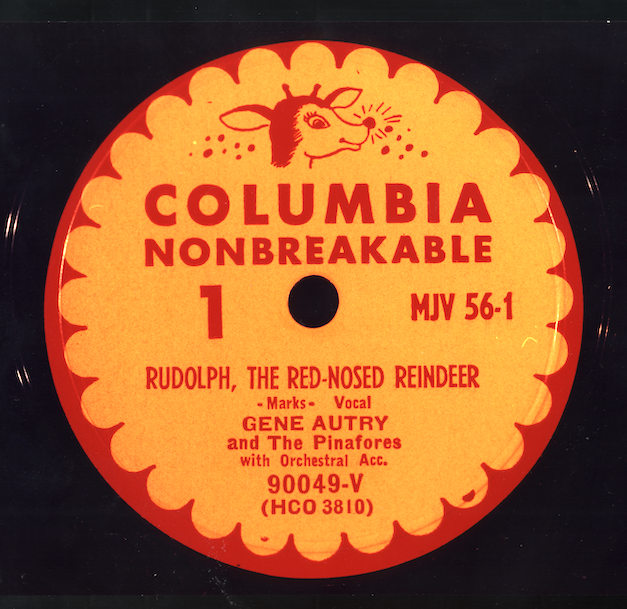 COLUMBIA
NONBREAKABLE
1 MJV 56-1
RUDOLPH, THE RED-NOSED REINDEER
- Marks - Vocal
GENE AUTRY
and The Pinafores
with Orchestral Acc.
90049-V
(HCO 3810)